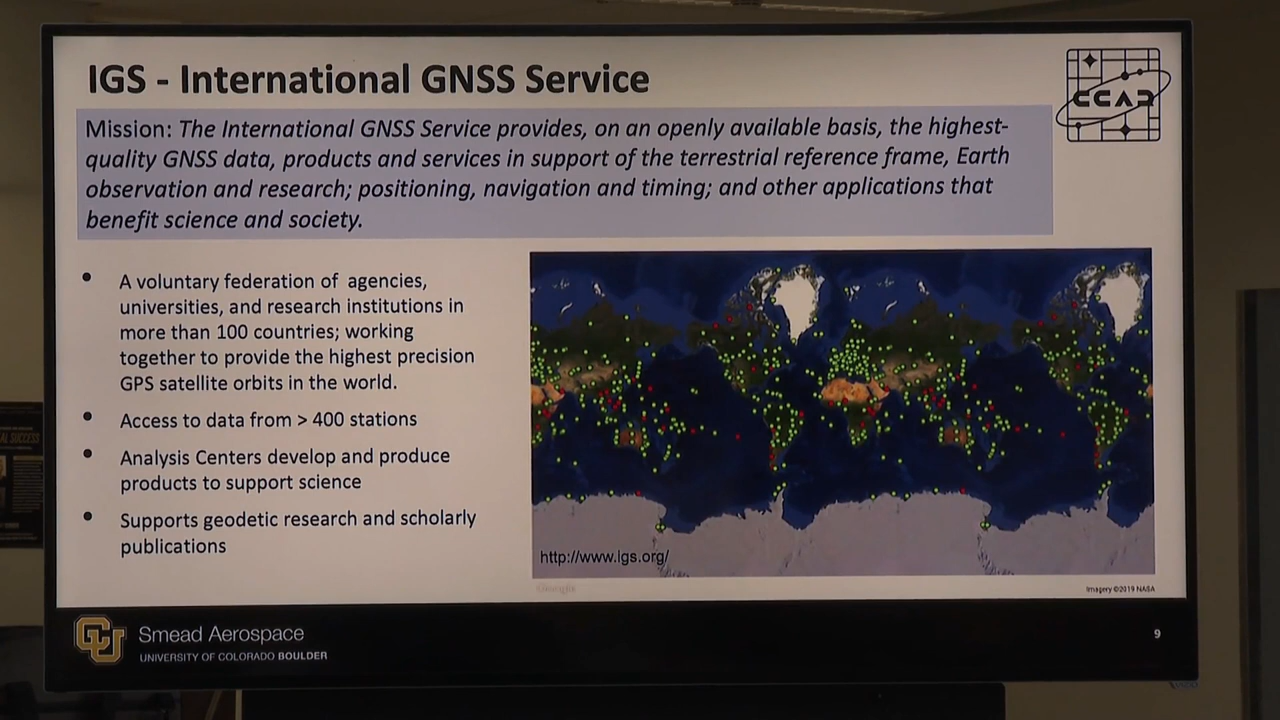 IGS - International GNSS Service
CCAR
Mission: The International GNSS Service provides, on an openly available basis, the highest-
quality GNSS data, products and services in support of the terrestrial reference frame, Earth
observation and research; positioning, navigation and timing; and other applications that
benefit science and society.
• A voluntary federation of agencies,
universities, and research institutions in
more than 100 countries; working
together to provide the highest precision
GPS satellite orbits in the world.
• Access to data from > 400 stations
• Analysis Centers develop and produce
products to support science
• Supports geodetic research and scholarly
publications
http://www.igs.org/
Imagery ©2019 NASA
CU
Smead Aerospace
UNIVERSITY OF COLORADO BOULDER
9